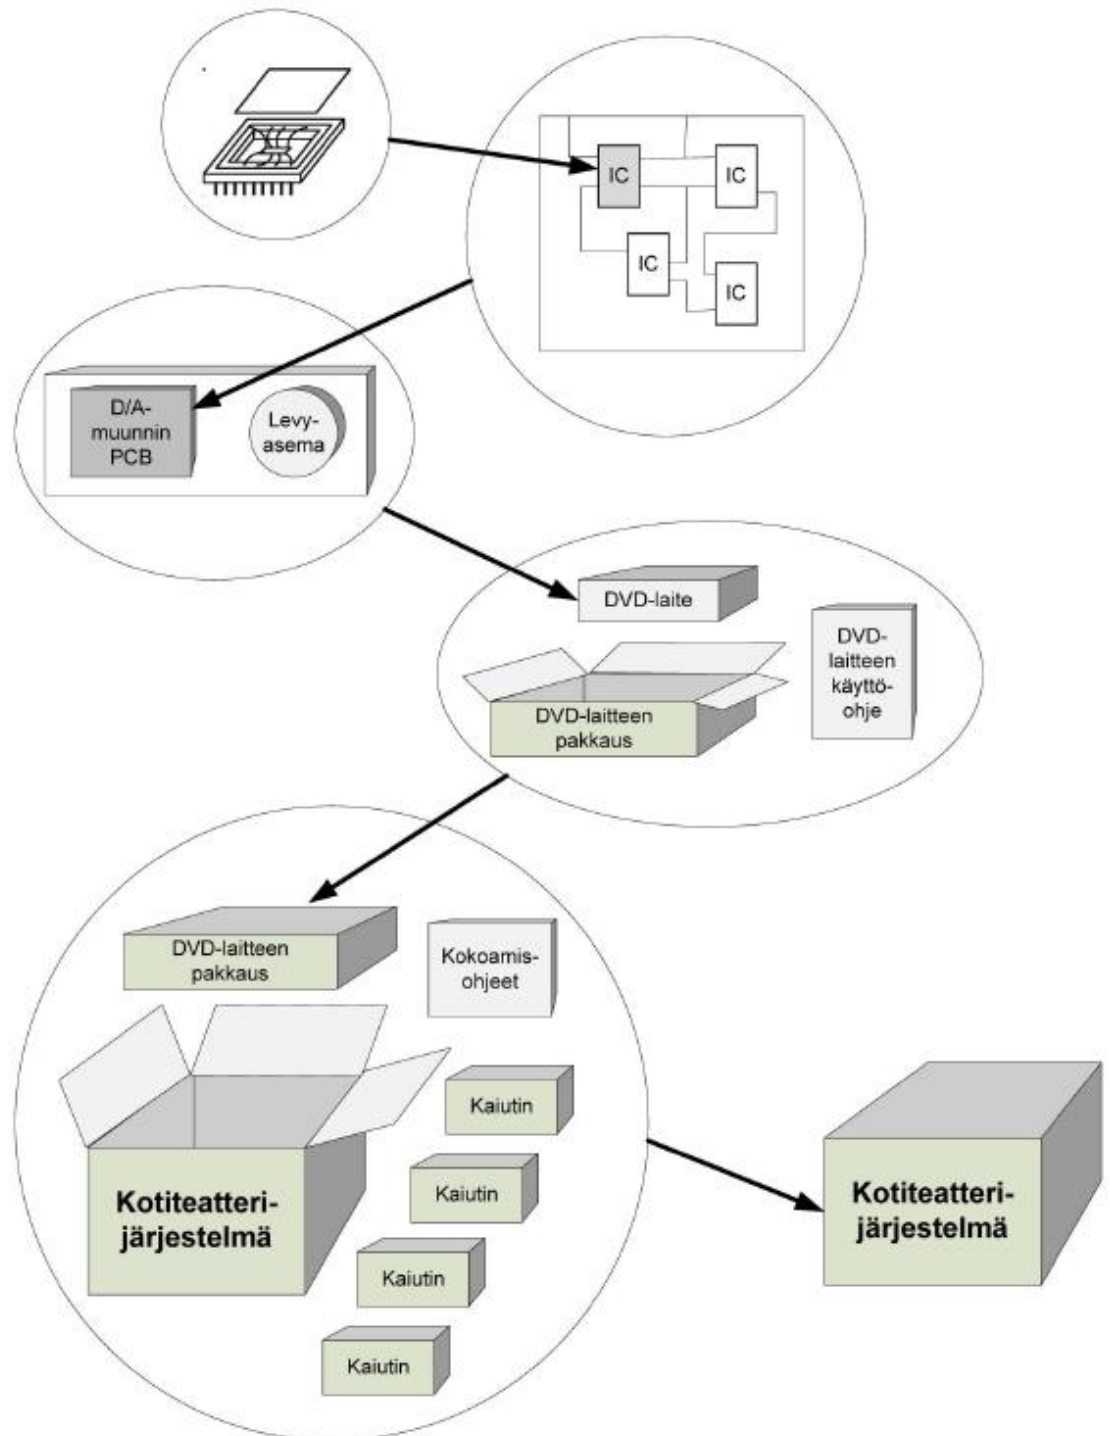 IC
IC
IC
IC
D/A-
muunnin
PCB
Levy-
asema
DVD-laite
DVD-
laitteen
käyttö-
ohje
DVD-laitteen
pakkaus
DVD-laitteen
pakkaus
Kokoamis-
ohjeet
Kaiutin
Kaiutin
Kaiutin
Kaiutin
Kotiteatteri-
järjestelmä
Kotiteatteri-
järjestelmä